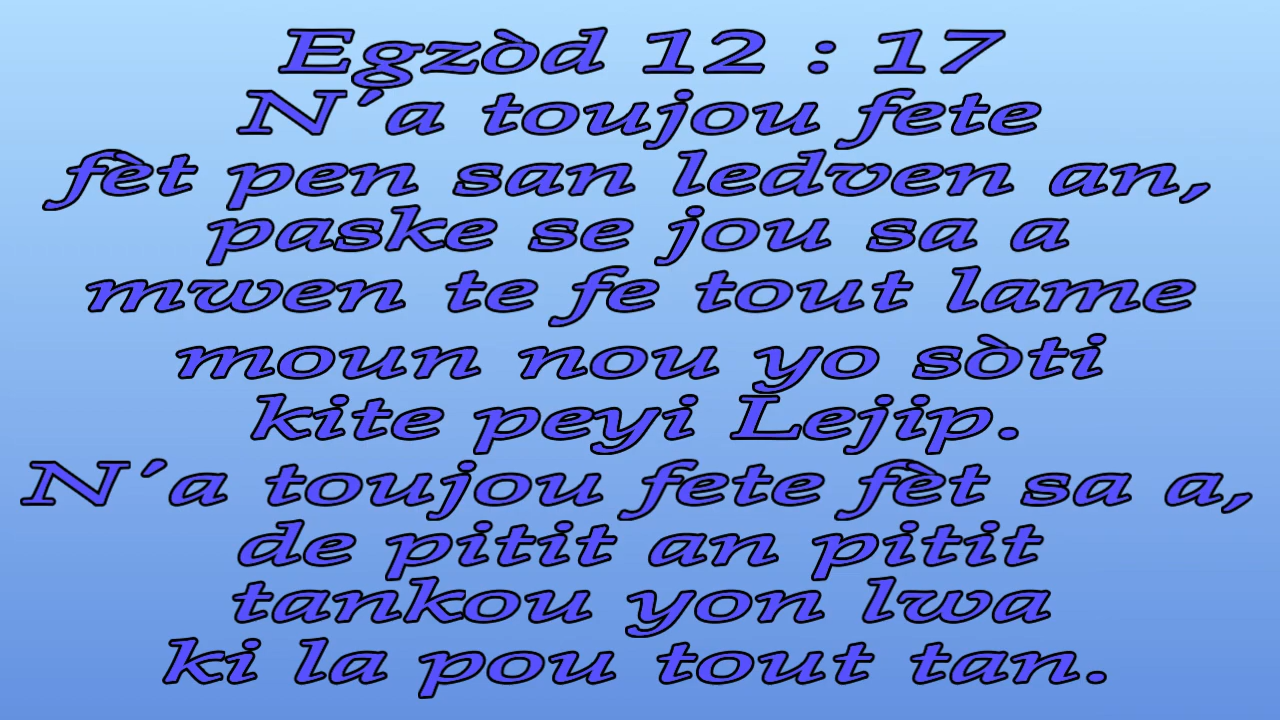 Egzòd 12 : 17
N'a toujou fete
fèt pen san ledven an,
paske se jou sa a
mwen te fe tout lame
moun nou yo sòti
kite peyi Lejip.
N'a toujou fete fèt sa a,
de pitit an pitit
tankou yon lwa
ki la pou tout tan.